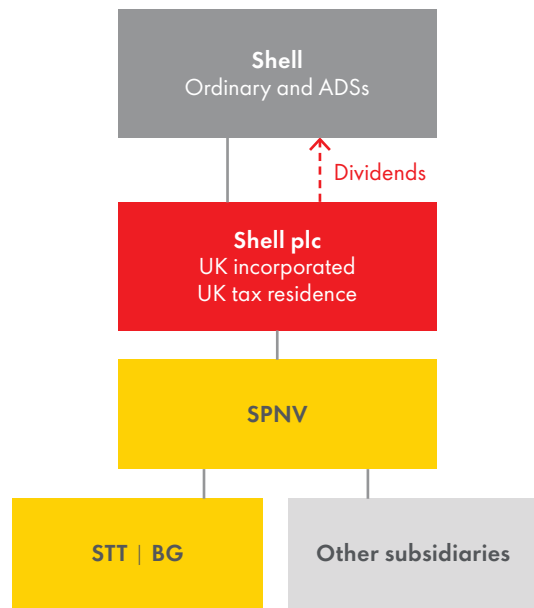 Shell
Ordinary and ADSs
Dividends
Shell plc
UK incorporated
UK tax residence
SPNV
STT | BG
Other subsidiaries